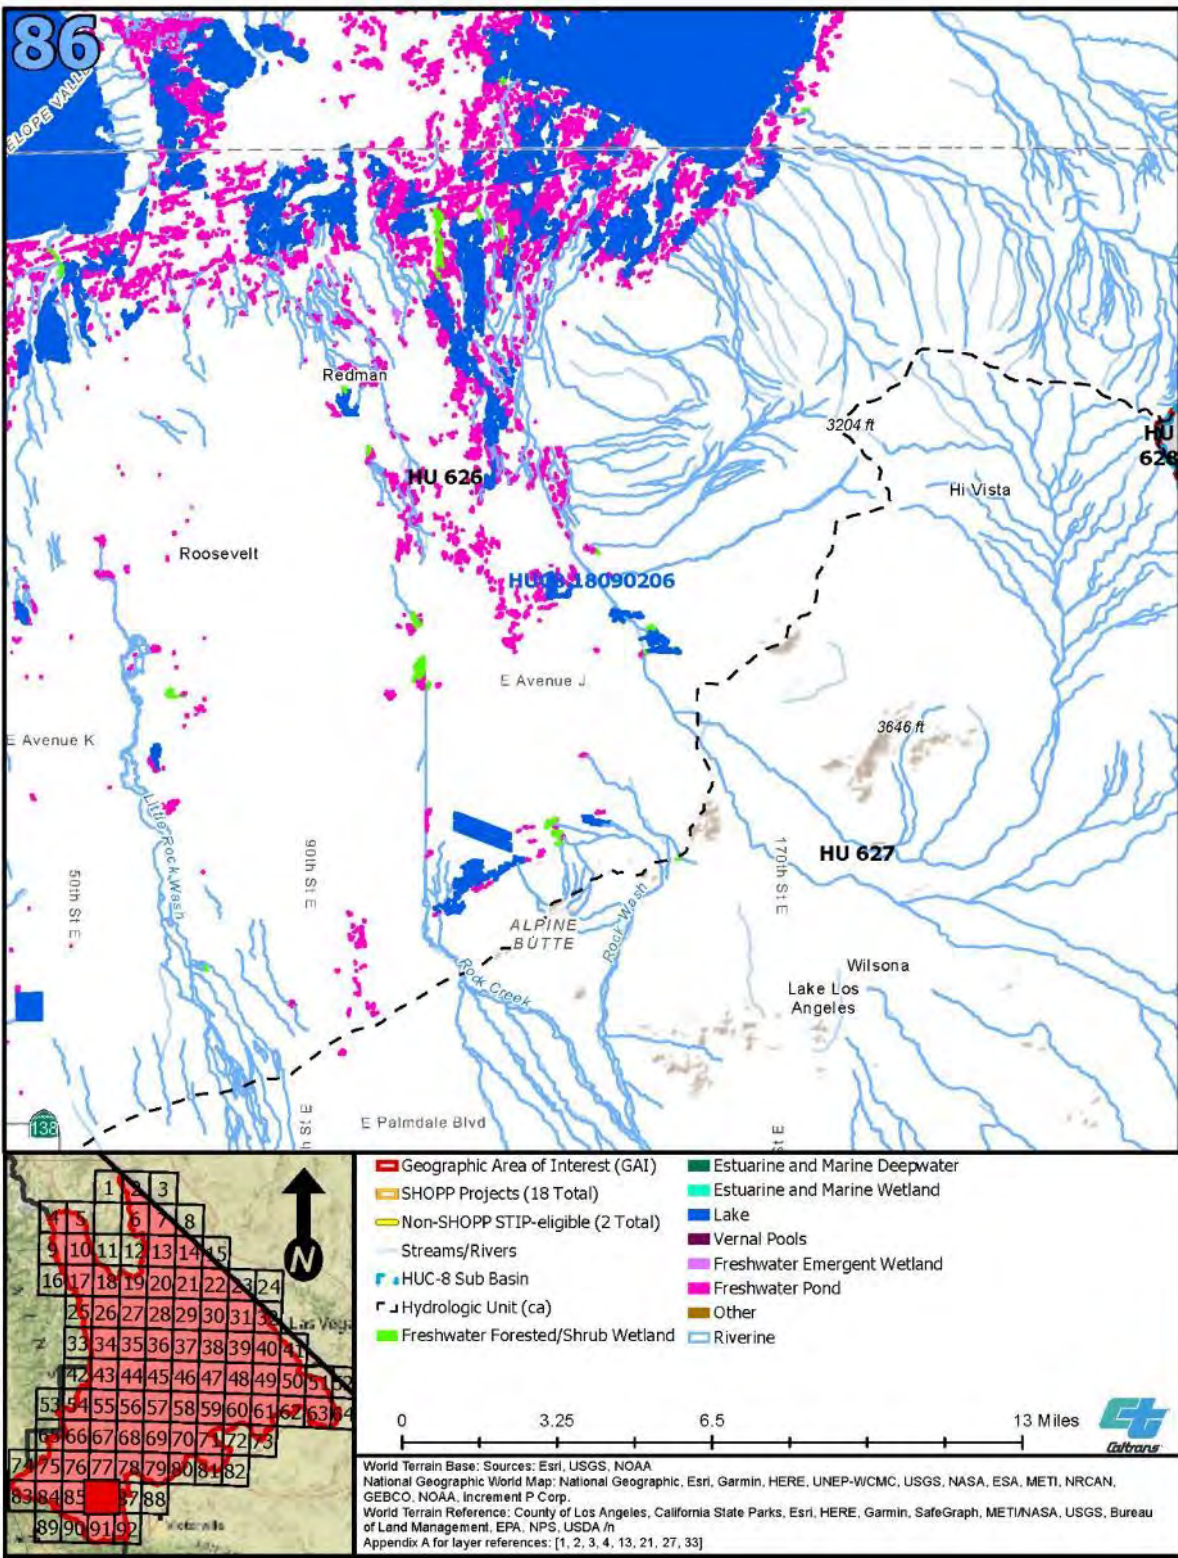 86
ELOPE VALLE
Redman
3204 ft
HU
628
HU 626
Hi Vista
Roosevelt
18090206
E Avenue J
E Avenue K
3646 ft
Little Rock Wash
90th St E
50th St E
170th St E
HU 627
ALPINE
BUTTE
Rock Wash
Rock Creek
Wilsona
Lake Los
Angeles
138
E Palmdale Blvd
St E
1 2 3
4 5 6 7 8
9 10 11 12 13 14 15
16 17 18 19 20 21 22 23 24
25 26 27 28 29 30 31 32
Las Vega
33 34 35 36 37 38 39 40 41
42 43 44 45 46 47 48 49 50 51 52
53 54 55 56 57 58 59 60 61 62 63 64
65 66 67 68 69 70 71 72 73
74 75 76 77 78 79 80 81 82
83 84 85 87 88
89 90 91 92
Victorville
N
Geographic Area of Interest (GAI)
SHOPP Projects (18 Total)
Non-SHOPP STIP-eligible (2 Total)
Streams/Rivers
HUC-8 Sub Basin
Hydrologic Unit (ca)
Freshwater Forested/Shrub Wetland
Estuarine and Marine Deepwater
Estuarine and Marine Wetland
Lake
Vernal Pools
Freshwater Emergent Wetland
Freshwater Pond
Other
Riverine
0 3.25 6.5 13 Miles
Caltrans
World Terrain Base: Sources: Esri, USGS, NOAA
National Geographic World Map: National Geographic, Esri, Garmin, HERE, UNEP-WCMC, USGS, NASA, ESA, METI, NRCAN,
GEBCO, NOAA, Increment P Corp.
World Terrain Reference: County of Los Angeles, California State Parks, Esri, HERE, Garmin, SafeGraph, METI/NASA, USGS, Bureau
of Land Management, EPA, NPS, USDA /n
Appendix A for layer references: [1, 2, 3, 4, 13, 21, 27, 33]